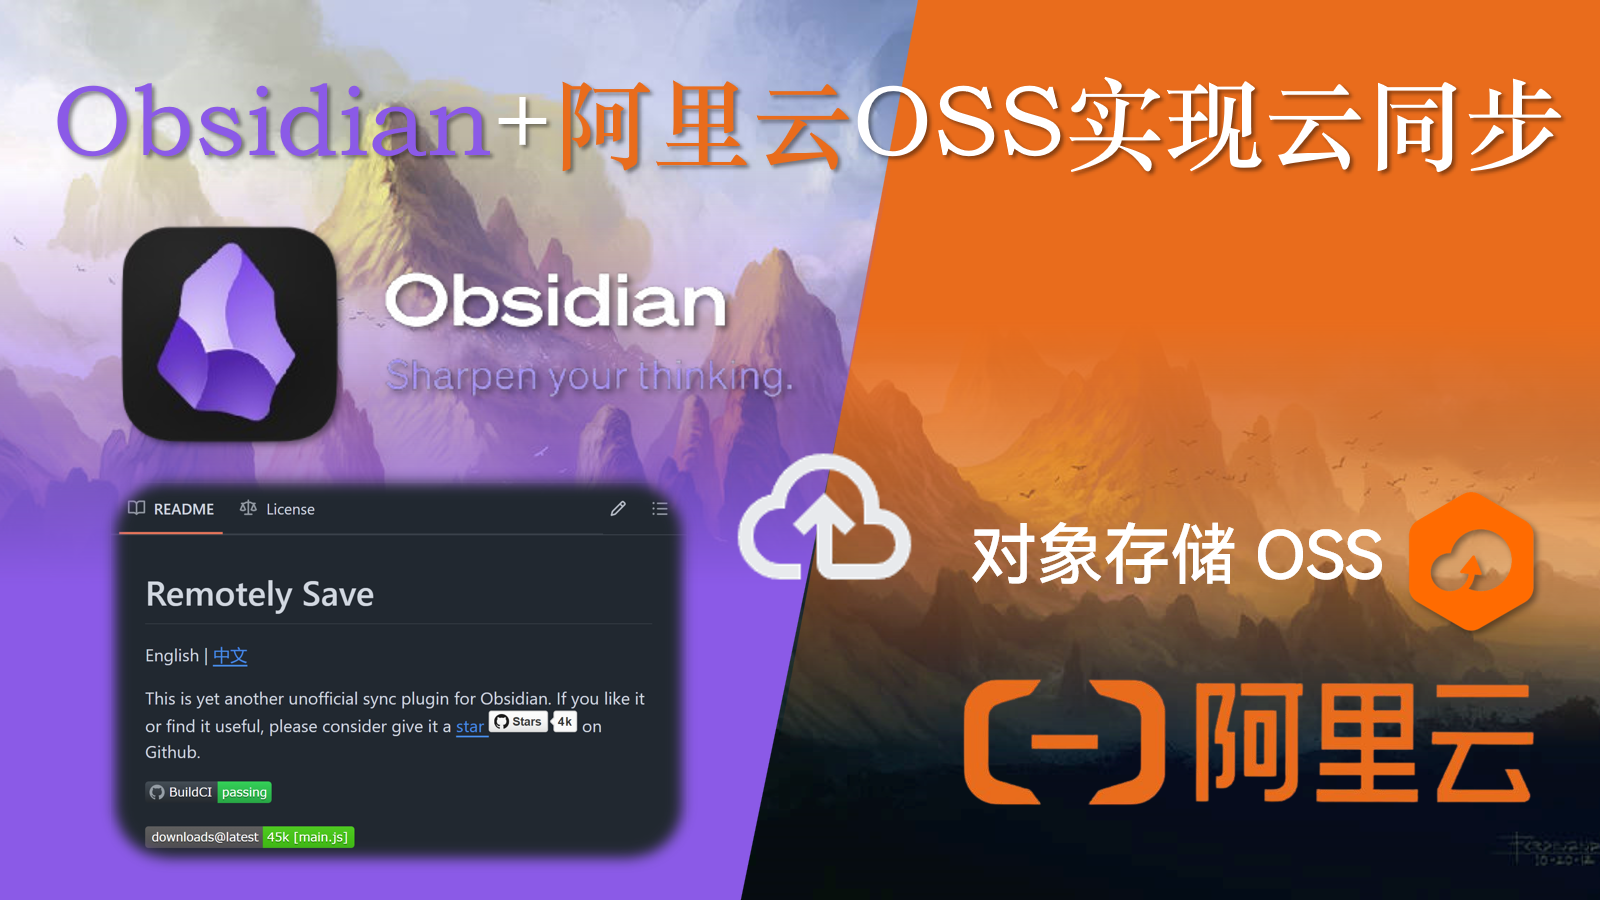 Obsidian+阿里云OSS实现云同步
Obsidian
Sharpen your thinking.
README License
Remotely Save
English | 中文
This is yet another unofficial sync plugin for Obsidian. If you like it
or find it useful, please consider give it a star Stars 4k on
Github.
BuildCI passing
downloads@latest 45k [main.js]
对象存储 OSS
阿里云
10-20-12